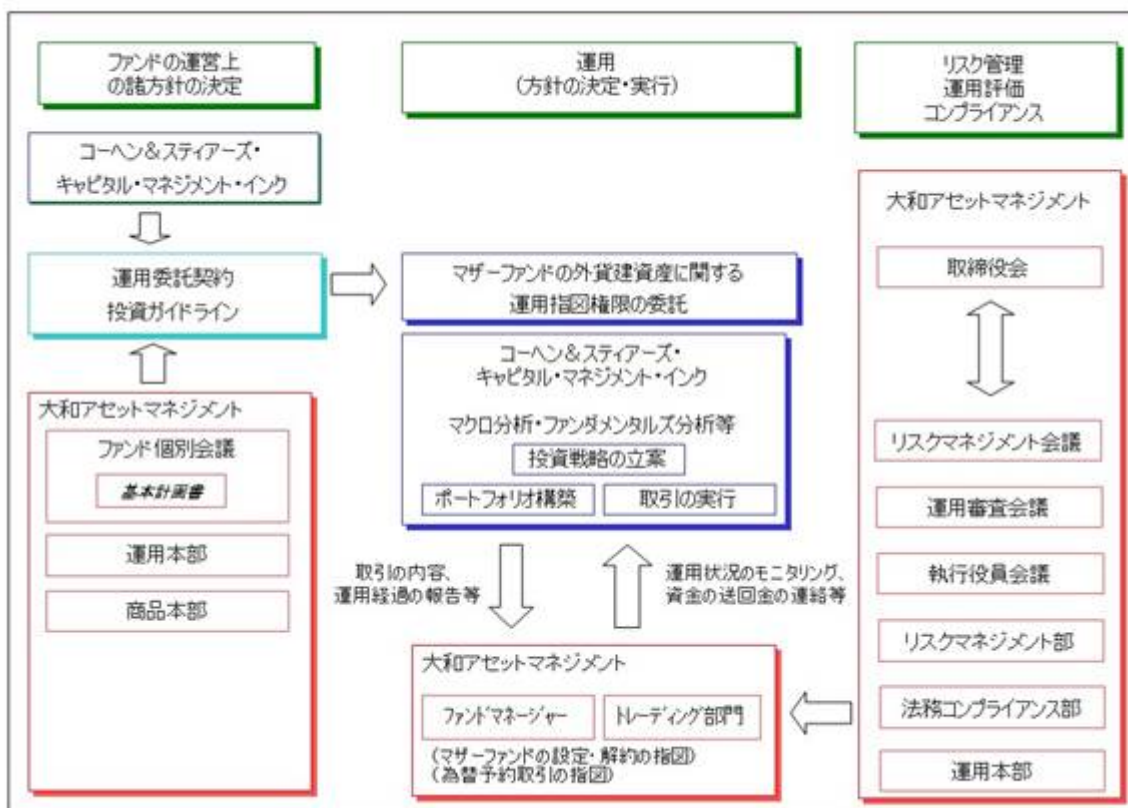 ファンドの運営上
の諸方針の決定
運用
(方針の決定・実行)
リスク管理
運用評価
コンプライアンス
コーヘン&スティアーズ・
キャピタル・マネジメント・インク
運用委託契約
投資ガイドライン
マザーファンドの外貨建資産に関する
運用指図権限の委託
大和アセットマネジメント
ファンド個別会議
基本計画書
運用本部
商品本部
コーヘン&スティアーズ・
キャピタル・マネジメント・インク
マクロ分析・ファンダメンタルズ分析等
投資戦略の立案
ポートフォリオ構築
取引の実行
取引の内容、
運用経過の報告等
運用状況のモニタリング、
資金の送回金の連絡等
大和アセットマネジメント
ファンドマネージャー
トレーディング部門
(マザーファンドの設定・解約の指図)
(為替予約取引の指図)
大和アセットマネジメント
取締役会
リスクマネジメント会議
運用審査会議
執行役員会議
リスクマネジメント部
法務コンプライアンス部
運用本部